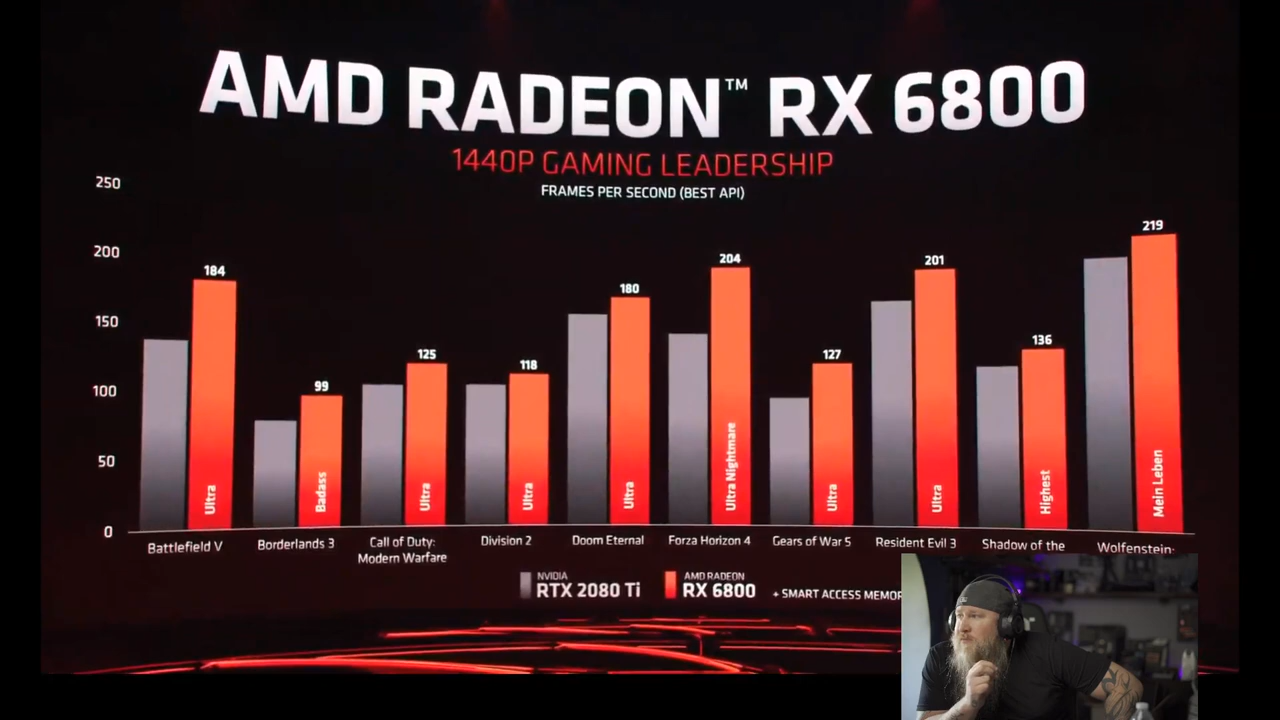 AMD RADEON™ RX 6800
1440P GAMING LEADERSHIP
FRAMES PER SECOND (BEST API)
250
200
150
100
50
0
184
99
125
118
180
204
127
201
136
219
Ultra
Badass
Ultra
Ultra
Ultra
Ultra Nightmare
Ultra
Ultra
Highest
Mein Leben
Battlefield V
Borderlands 3
Call of Duty:
Modern Warfare
Division 2
Doom Eternal
Forza Horizon 4
Gears of War 5
Resident Evil 3
Shadow of the
Wolfenstein:
NVIDIA
RTX 2080 Ti
AMD RADEON
RX 6800
+ SMART ACCESS MEMOR